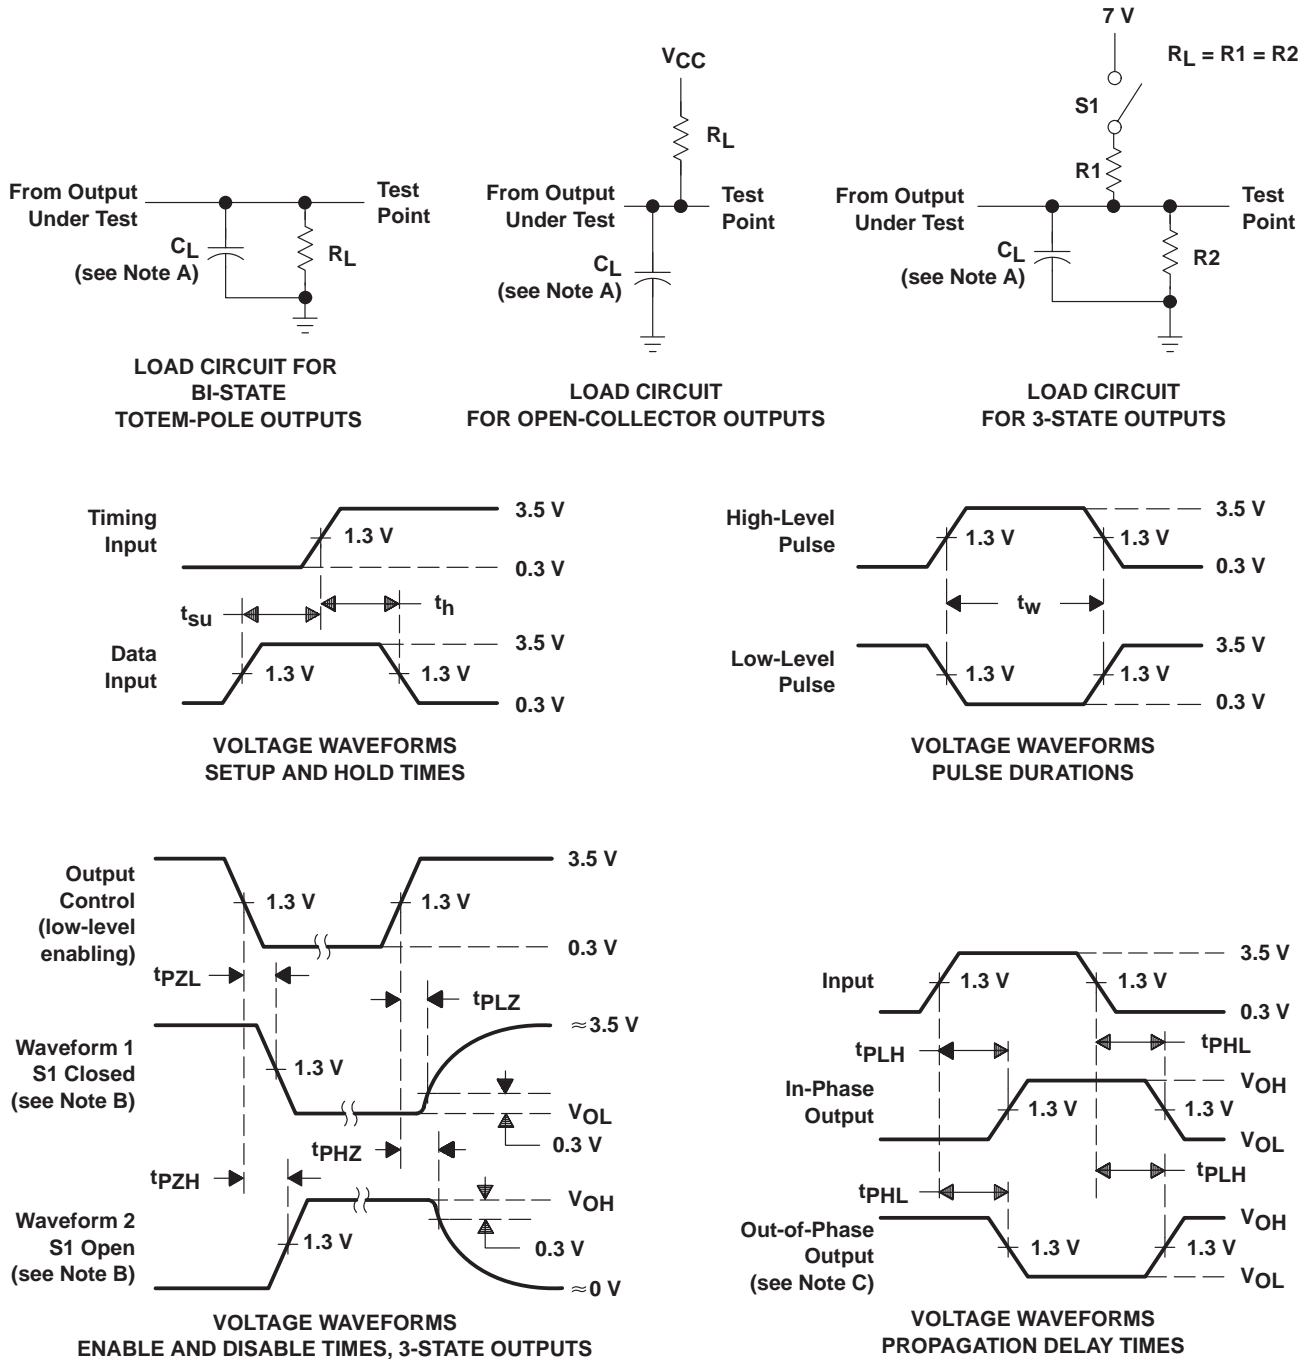 From Output
Under Test
Test
Point
CL
(see Note A)
RL
LOAD CIRCUIT FOR
BI-STATE
TOTEM-POLE OUTPUTS
VCC
RL
From Output
Under Test
Test
Point
CL
(see Note A)
LOAD CIRCUIT
FOR OPEN-COLLECTOR OUTPUTS
7 V
RL = R1 = R2
S1
R1
From Output
Under Test
Test
Point
CL
(see Note A)
R2
LOAD CIRCUIT
FOR 3-STATE OUTPUTS
Timing
Input
1.3 V
3.5 V
0.3 V
tsu
th
Data
Input
1.3 V
1.3 V
3.5 V
0.3 V
VOLTAGE WAVEFORMS
SETUP AND HOLD TIMES
High-Level
Pulse
1.3 V
1.3 V
3.5 V
0.3 V
tw
Low-Level
Pulse
1.3 V
1.3 V
3.5 V
0.3 V
VOLTAGE WAVEFORMS
PULSE DURATIONS
Output
Control
(low-level
enabling)
1.3 V
1.3 V
3.5 V
0.3 V
tPZL
tPLZ
Waveform 1
S1 Closed
(see Note B)
1.3 V
≈3.5 V
VOL
0.3 V
tPHZ
tPZH
Waveform 2
S1 Open
(see Note B)
1.3 V
VOH
0.3 V
≈0 V
VOLTAGE WAVEFORMS
ENABLE AND DISABLE TIMES, 3-STATE OUTPUTS
Input
1.3 V
1.3 V
3.5 V
0.3 V
tPLH
tPHL
In-Phase
Output
1.3 V
1.3 V
VOH
VOL
tPHL
tPLH
Out-of-Phase
Output
(see Note C)
1.3 V
1.3 V
VOH
VOL
VOLTAGE WAVEFORMS
PROPAGATION DELAY TIMES